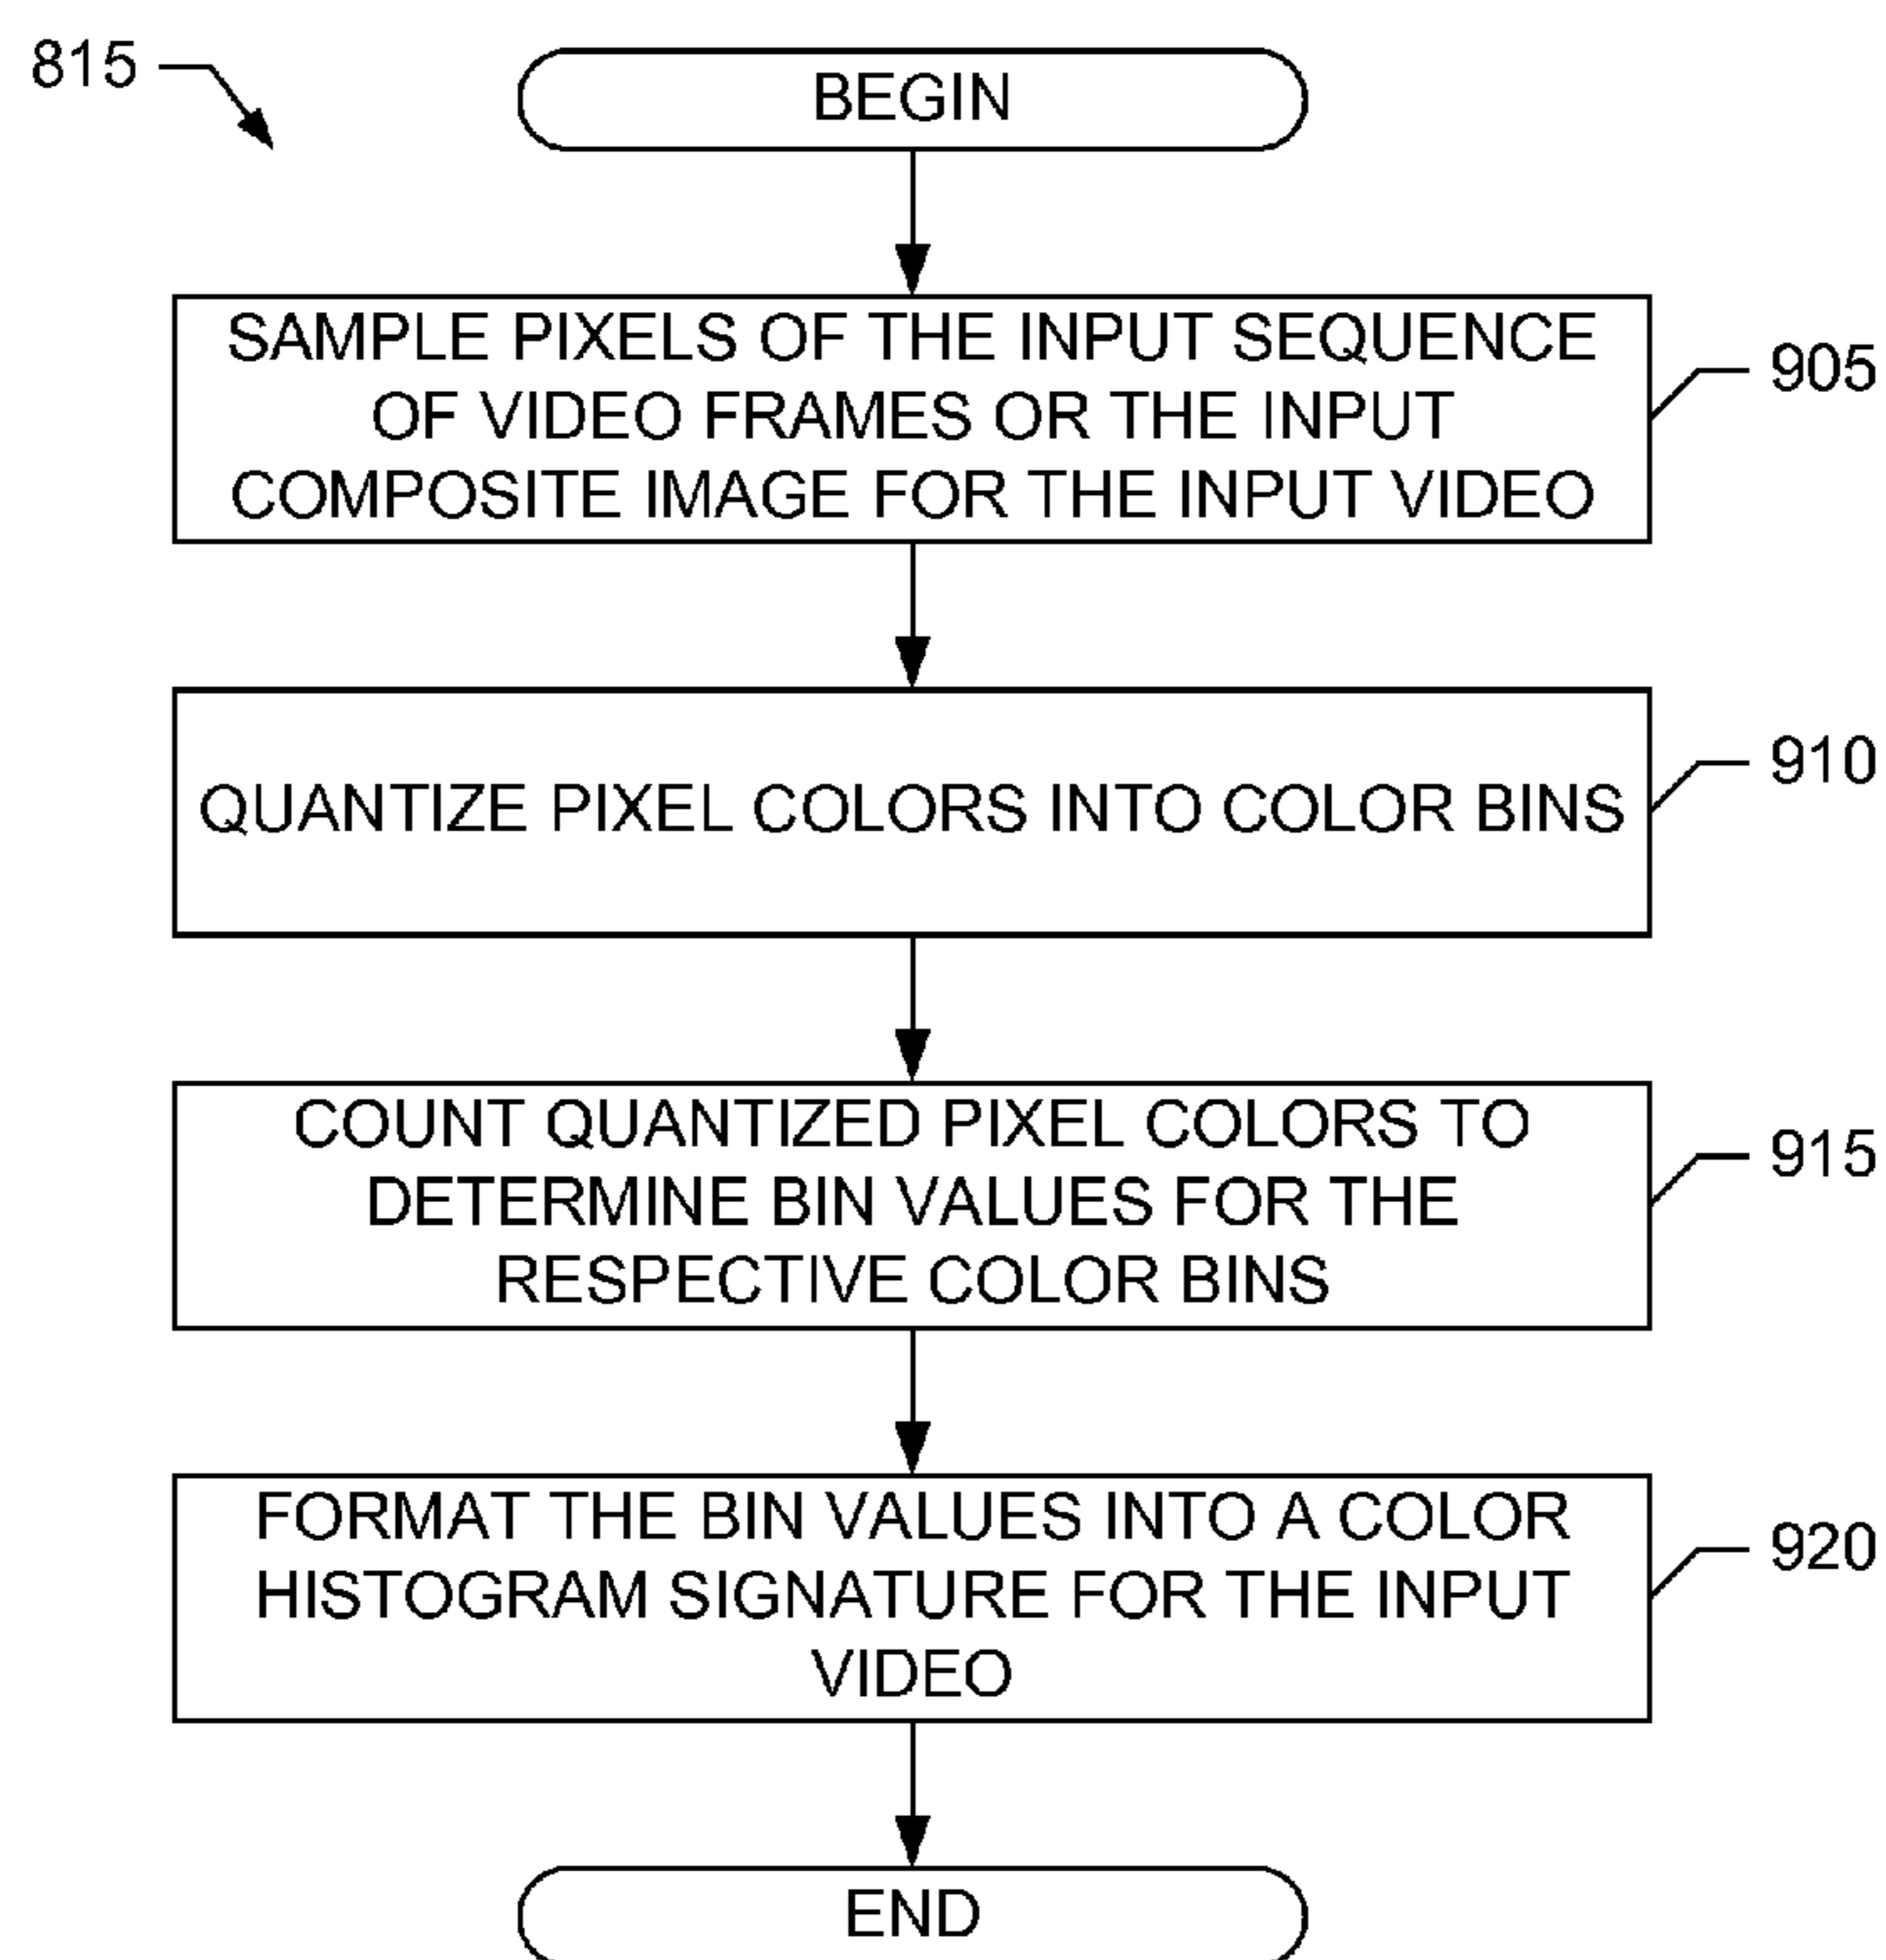 815
BEGIN
SAMPLE PIXELS OF THE INPUT SEQUENCE
OF VIDEO FRAMES OR THE INPUT
COMPOSITE IMAGE FOR THE INPUT VIDEO
905
QUANTIZE PIXEL COLORS INTO COLOR BINS
910
COUNT QUANTIZED PIXEL COLORS TO
DETERMINE BIN VALUES FOR THE
RESPECTIVE COLOR BINS
915
FORMAT THE BIN VALUES INTO A COLOR
HISTOGRAM SIGNATURE FOR THE INPUT
VIDEO
920
END